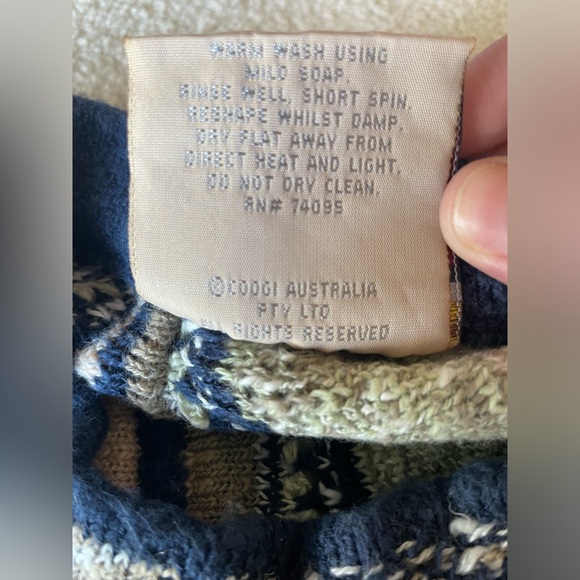 WARM WASH USING
MILD SOAP.
RINSE WELL, SHORT SPIN.
RESHAPE WHILST DAMP.
DRY FLAT AWAY FROM
DIRECT HEAT AND LIGHT.
DO NOT DRY CLEAN.
RN# 74095
© COOGI AUSTRALIA
PTY LTD
ALL RIGHTS RESERVED